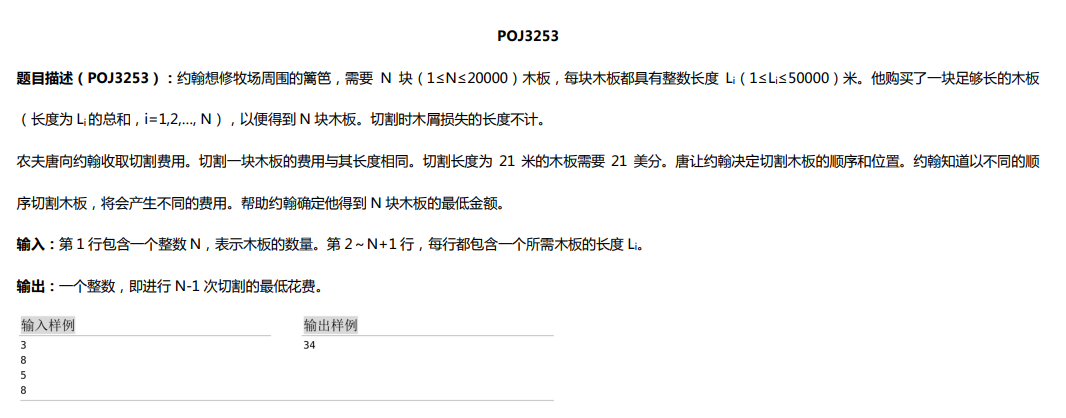 POJ3253
题目描述（POJ3253）：约翰想修牧场周围的篱笆，需要 N 块（1≤N≤20000）木板，每块木板都具有整数长度 Li（1≤Li≤50000）米。他购买了一块足够长的木板
（长度为 Li 的总和，i=1,2,..., N），以便得到 N 块木板。切割时木屑损失的长度不计。
农夫唐向约翰收取切割费用。切割一块木板的费用与其长度相同。切割长度为 21 米的木板需要 21 美分。唐让约翰决定切割木板的顺序和位置。约翰知道以不同的顺
序切割木板，将会产生不同的费用。帮助约翰确定他得到 N 块木板的最低金额。
输入：第 1 行包含一个整数 N，表示木板的数量。第 2～N+1 行，每行都包含一个所需木板的长度 Li。
输出：一个整数，即进行 N-1 次切割的最低花费。
输入样例 输出样例
3 34
8
5
8